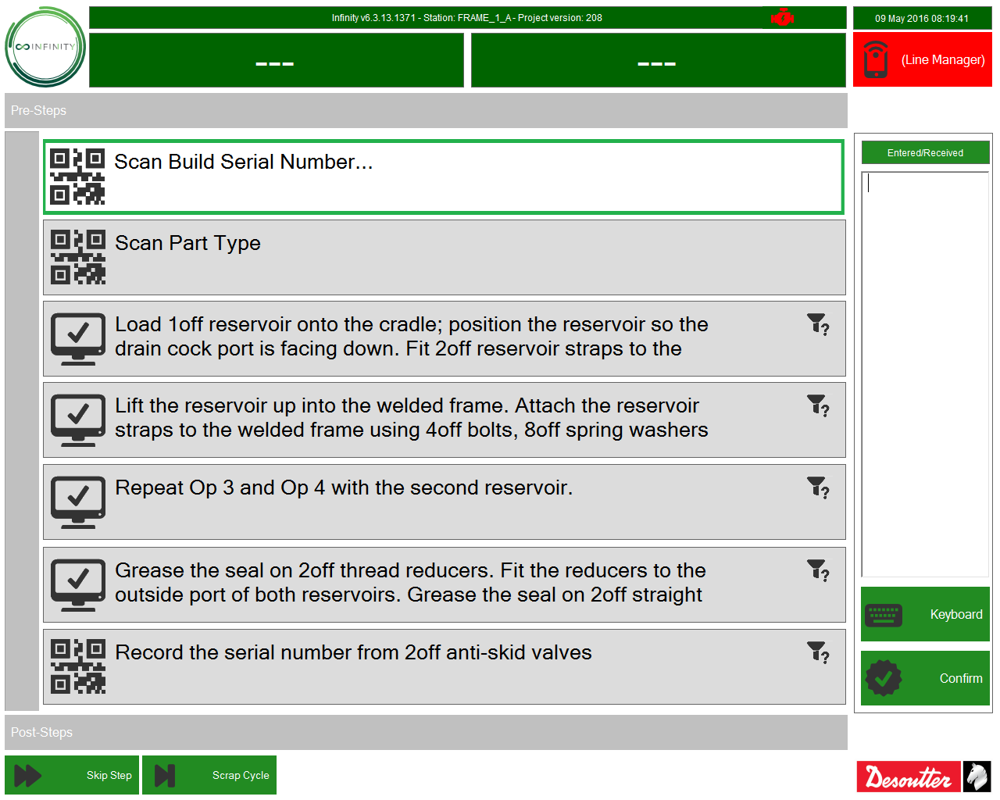 INFINITY
Infinity v6.3.13.1371 - Station: FRAME_1_A - Project version: 208
09 May 2016 08:19:41
---
---
(Line Manager)
Pre-Steps
Scan Build Serial Number...
Scan Part Type
Load 1off reservoir onto the cradle; position the reservoir so the
drain cock port is facing down. Fit 2off reservoir straps to the
Lift the reservoir up into the welded frame. Attach the reservoir
straps to the welded frame using 4off bolts, 8off spring washers
Repeat Op 3 and Op 4 with the second reservoir.
Grease the seal on 2off thread reducers. Fit the reducers to the
outside port of both reservoirs. Grease the seal on 2off straight
Record the serial number from 2off anti-skid valves
Entered/Received
Keyboard
Confirm
Post-Steps
Skip Step
Scrap Cycle
Desoutter